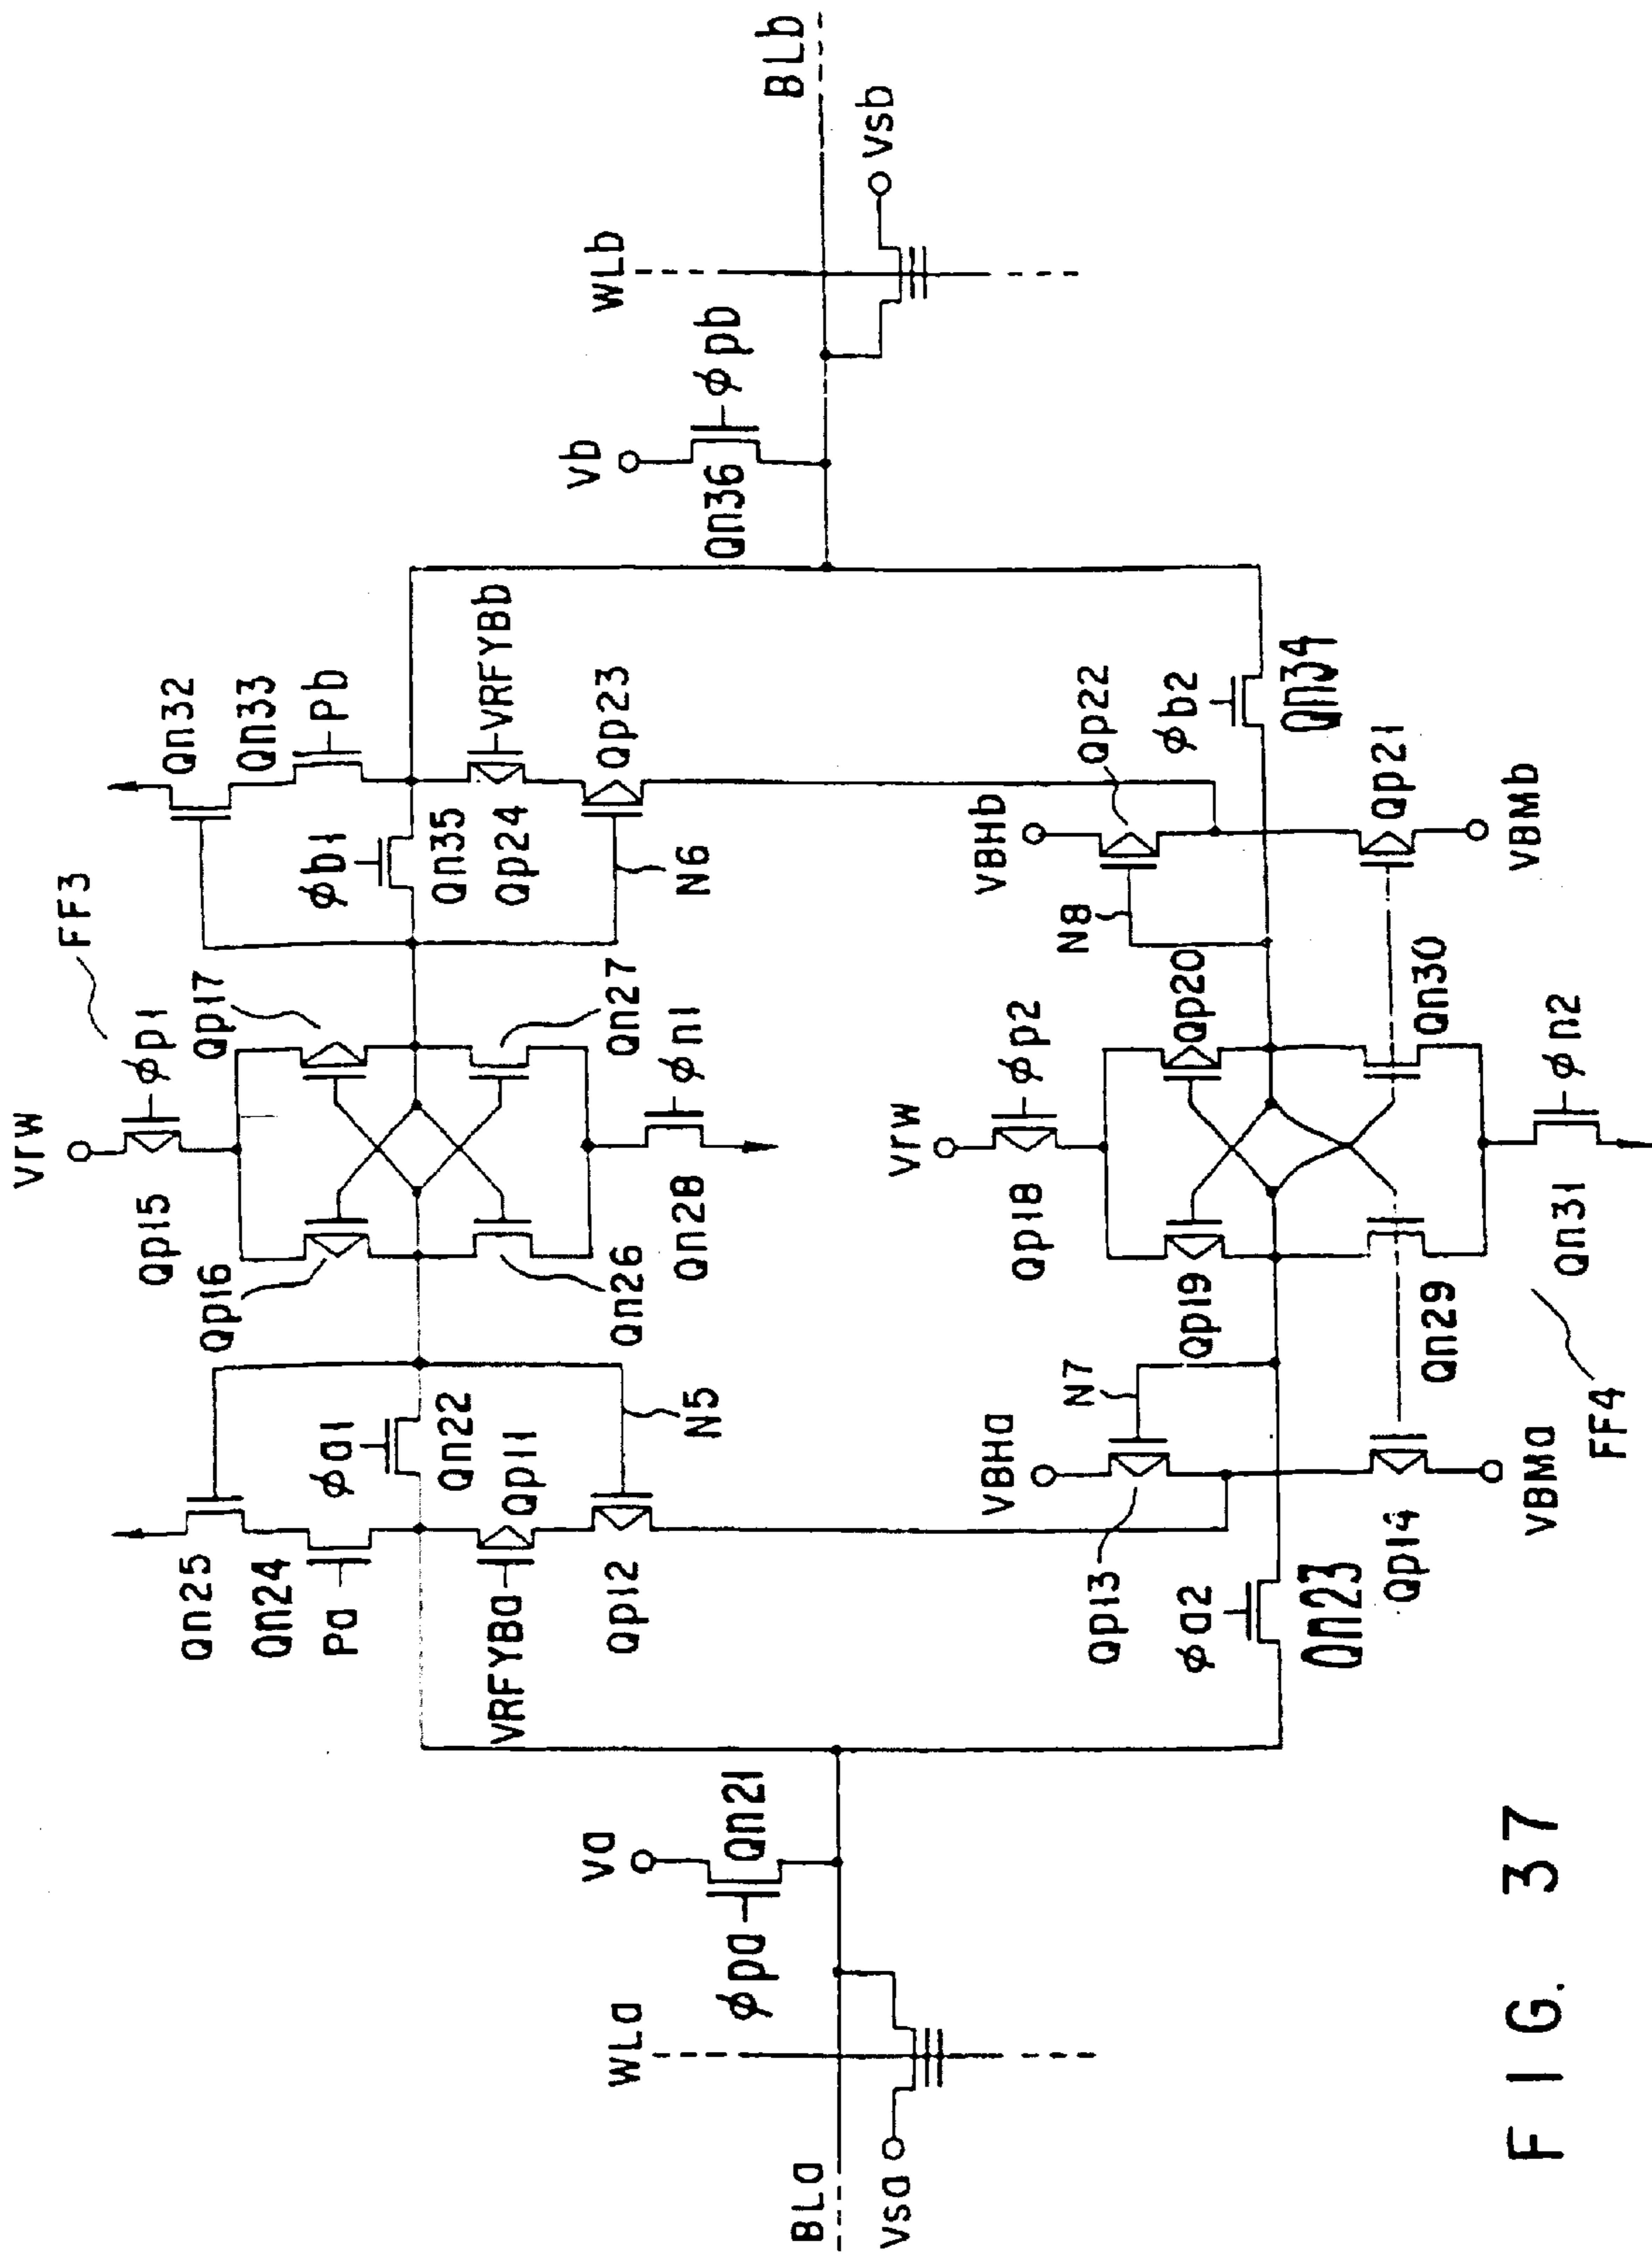 FF3
Vrw
Qp15
φp1
Qp16
Qp17
Qn26
Qn27
Qn28
φn1
Qn25
Qn24
Pa
φa1
Qn22
VRFYBa
Qp11
Qp12
N5
Qn32
Qn33
Pb
φb1
Qn35
Qp24
VRFYBb
Qp23
N6
Va
φpa
Qn21
WLa
BLa
Vsa
Vb
Qn36
φpb
WLb
BLb
Vsb
Vrw
Qp18
φp2
Qp19
Qp20
Qn29
Qn30
Qn31
φn2
FF4
VBHa
N7
Qp13
φa2
Qn23
Qp14
VBMa
VBHb
N8
Qp22
φb2
Qn34
Qp21
VBMb
FIG. 37